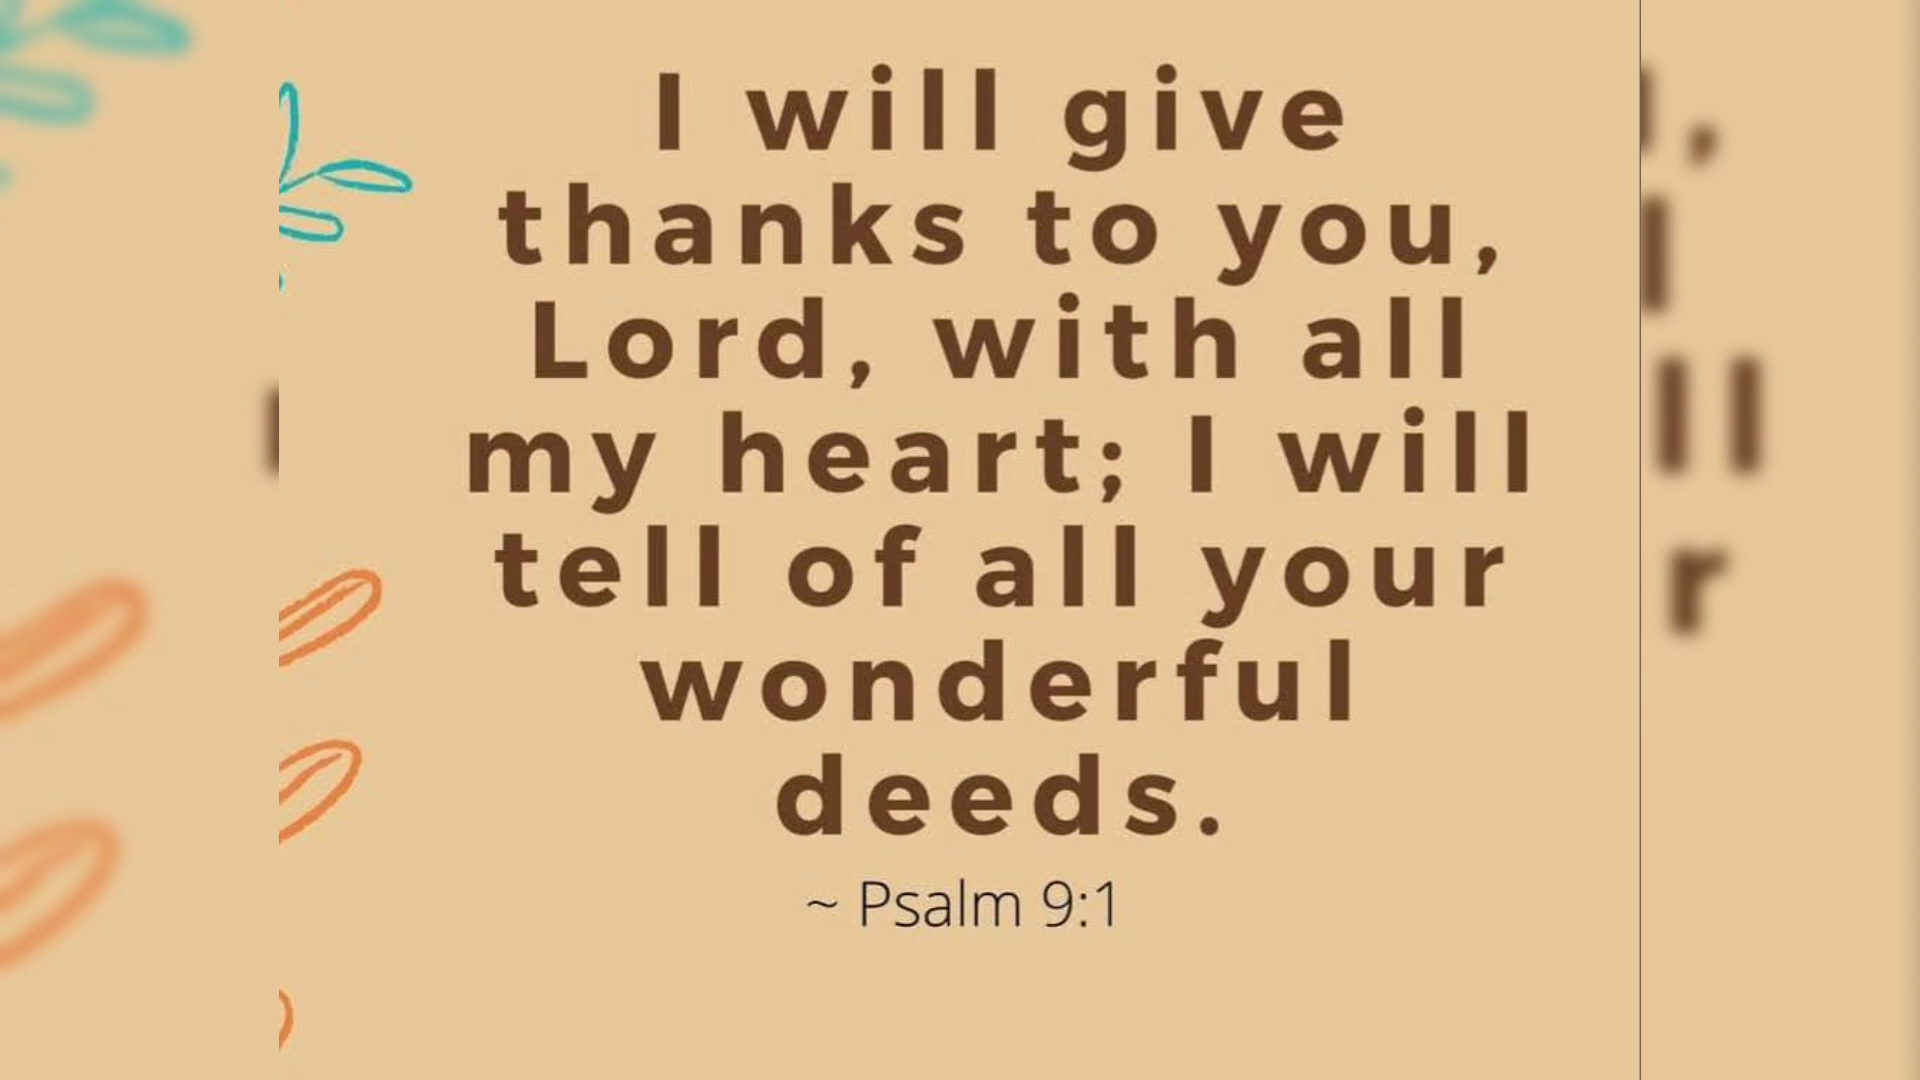 I will give
thanks to you,
Lord, with all
my heart; I will
tell of all your
wonderful
deeds.
~ Psalm 9:1